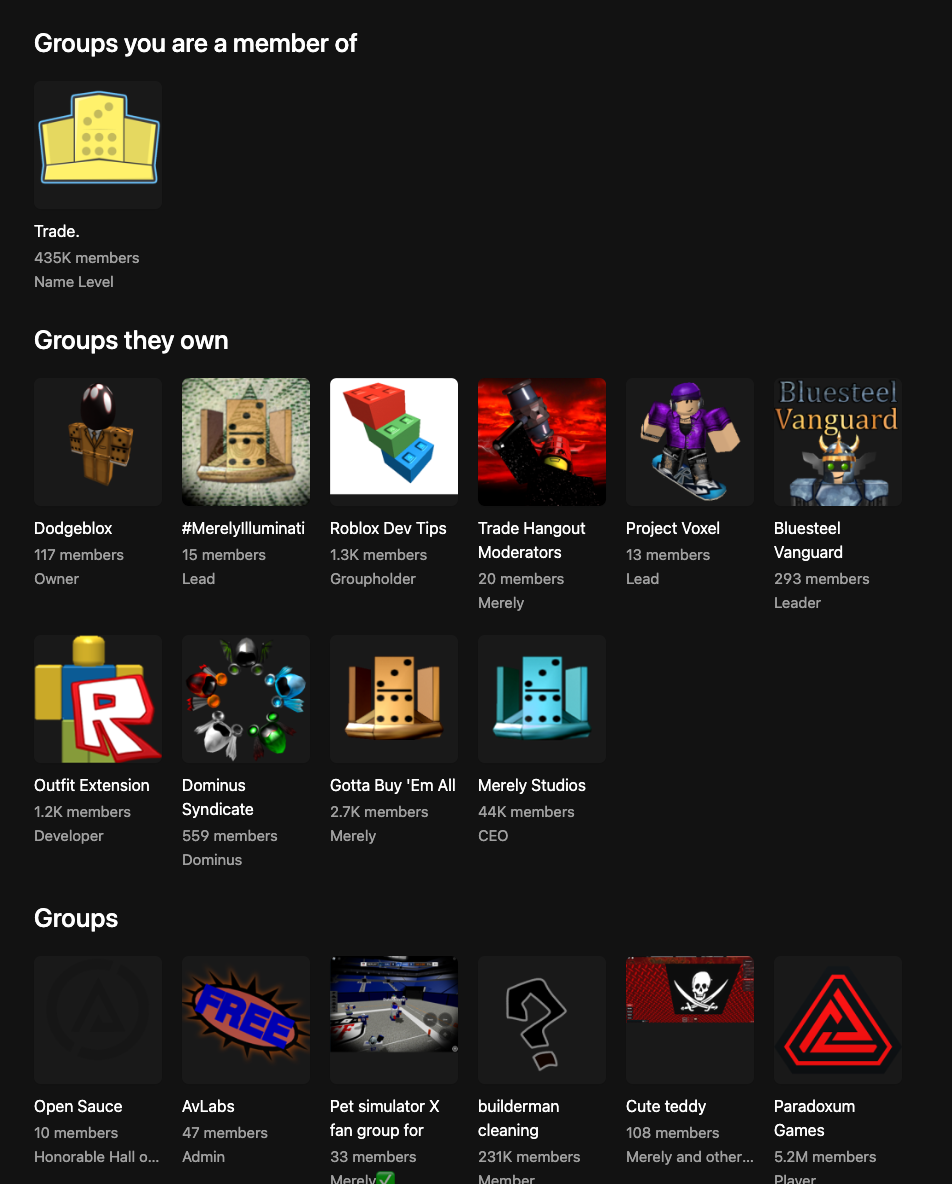 Groups you are a member of
Trade.
435K members
Name Level
Groups they own
Dodgeblox
117 members
Owner
#MerelyIlluminati
15 members
Lead
Roblox Dev Tips
1.3K members
Groupholder
Trade Hangout
Moderators
20 members
Merely
Project Voxel
13 members
Lead
Bluesteel
Vanguard
Bluesteel
Vanguard
293 members
Leader
R
Outfit Extension
1.2K members
Developer
Dominus
Syndicate
559 members
Dominus
Gotta Buy 'Em All
2.7K members
Merely
Merely Studios
44K members
CEO
Groups
Open Sauce
10 members
Honorable Hall o...
FREE
AvLabs
47 members
Admin
Pet simulator X
fan group for
33 members
Merely✅
?
builderman
cleaning
231K members
Member
Cute teddy
108 members
Merely and other...
Paradoxum
Games
5.2M members
Player